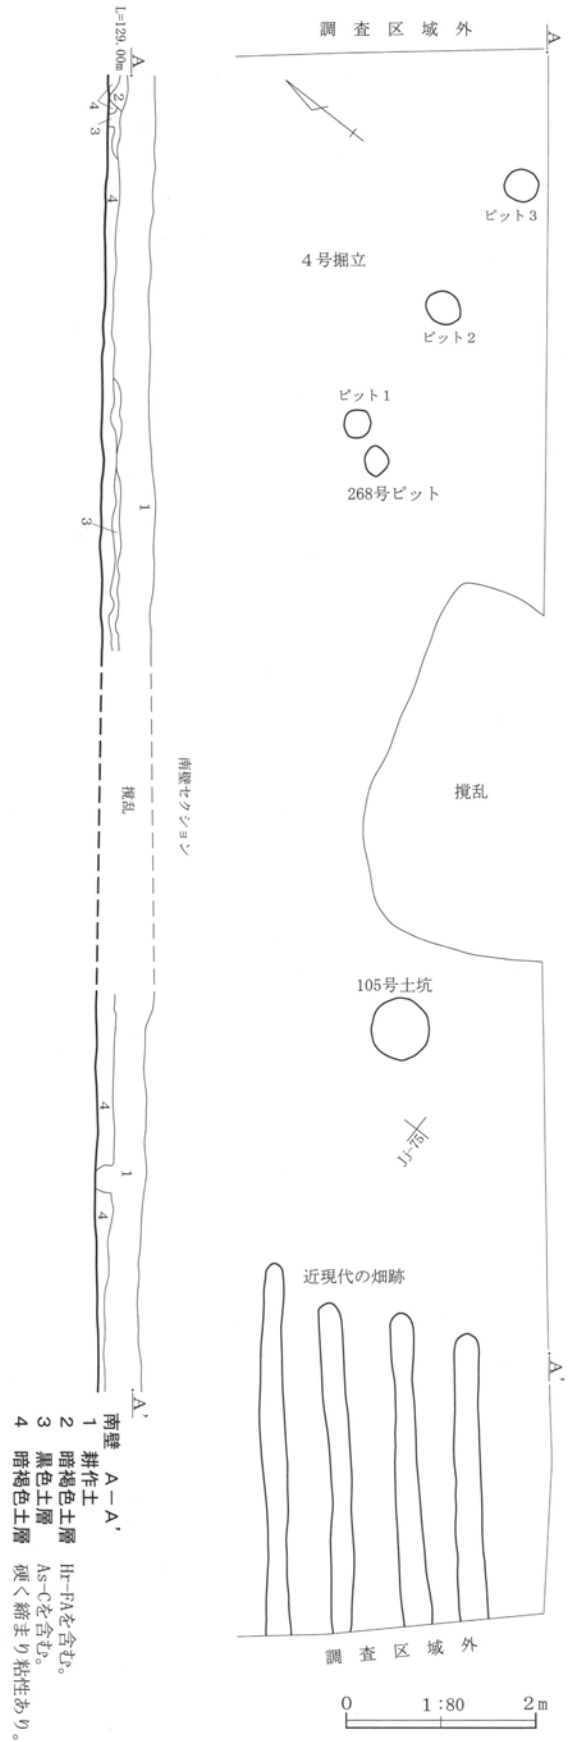 調査区域外
A
ピット3
4号掘立
ピット2
ピット1
268号ピット
攪乱
105号土坑
Jj-75
近現代の畑跡
A'
調査区域外
0 1:80 2m
L=129.00m
A
2
4
3
4
1
3
攪乱
南壁セクション
4
1
4
A'
南壁 A-A'
1 耕作土
2 暗褐色土層 Hr-FAを含む。
3 黒色土層 As-Cを含む。
4 暗褐色土層 硬く締まり粘性あり。